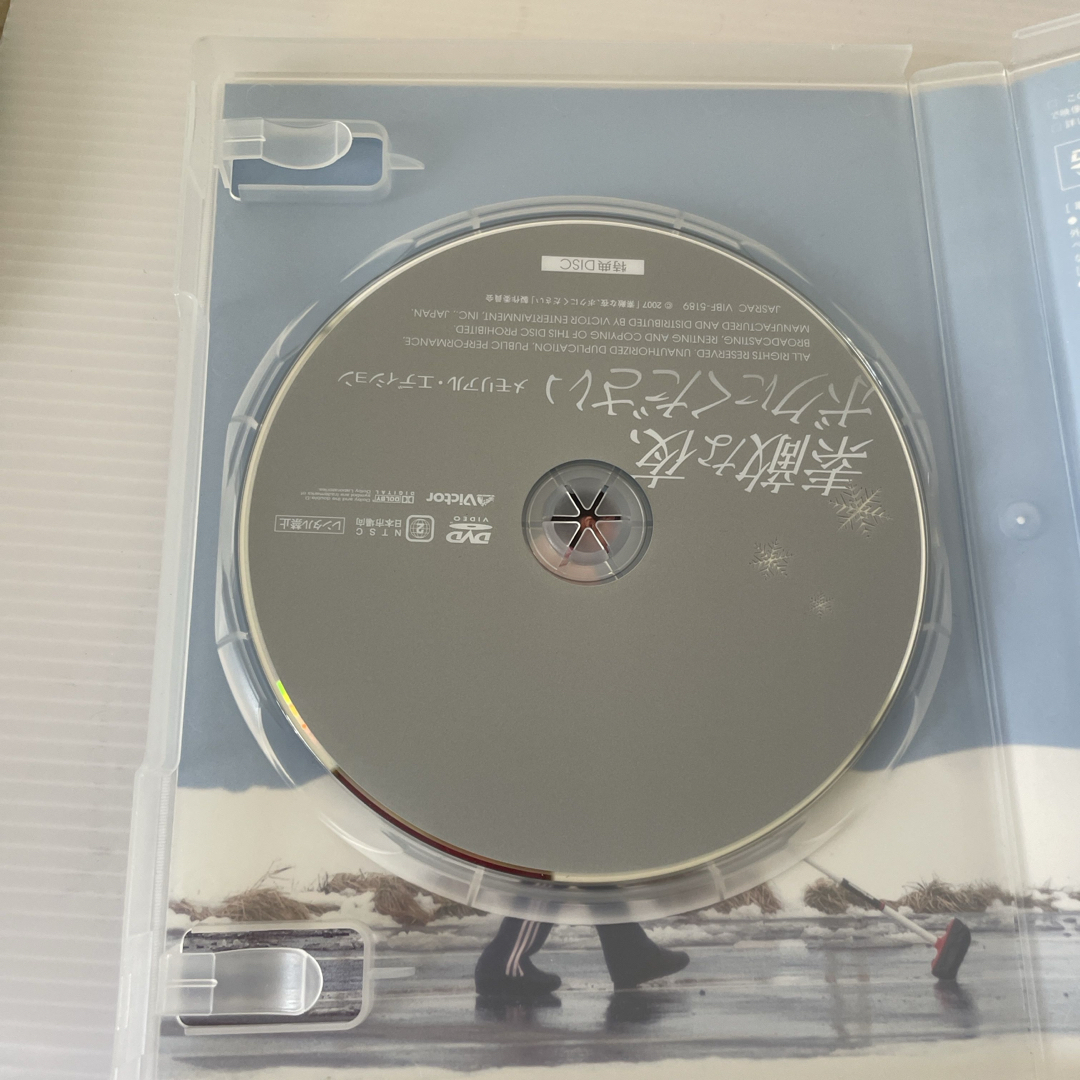 素敵な夜、
ボクにください
メモリアル・エディション
ALL RIGHTS RESERVED. UNAUTHORIZED DUPLICATION, PUBLIC PERFORMANCE,
BROADCASTING, RENTING AND COPYING OF THIS DISC PROHIBITED.
MANUFACTURED AND DISTRIBUTED BY VICTOR ENTERTAINMENT, INC., JAPAN.
JASRAC VIBF-5189 © 2007「素敵な夜、ボクにください」製作委員会
特典DISC
DVD
VIDEO
2
NTSC
日本市場向
レンタル禁止
Victor
DOLBY
DIGITAL